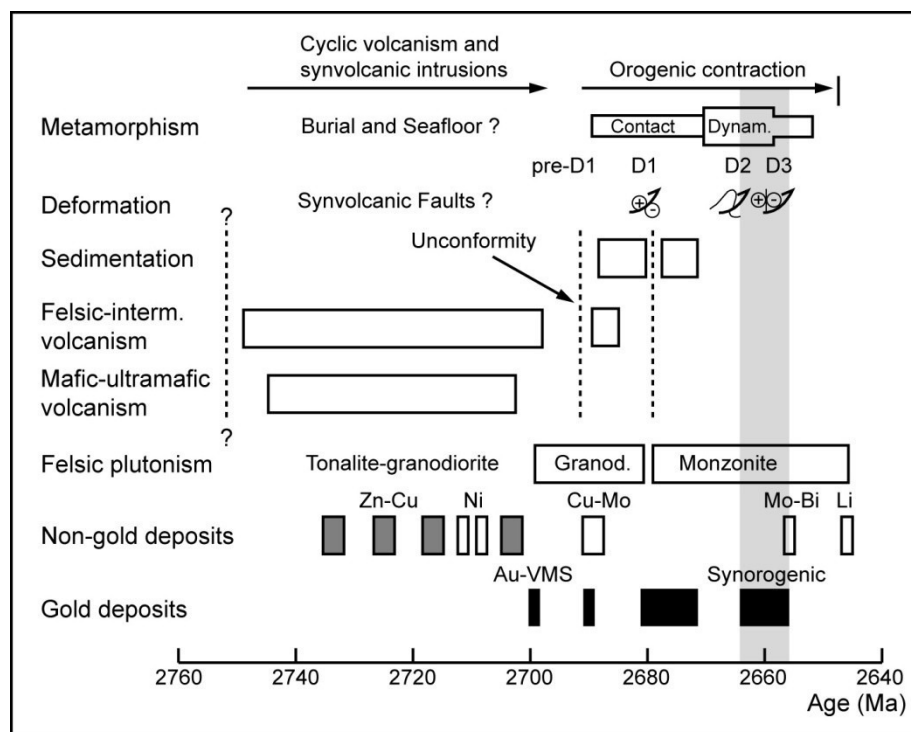 Cyclic volcanism and
synvolcanic intrusions
Orogenic contraction
Metamorphism
Burial and Seafloor ?
Contact
Dynam.
pre-D1
D1
D2
D3
Deformation
?
Synvolcanic Faults ?
+
-
+
-
Unconformity
Sedimentation
Felsic-interm.
volcanism
Mafic-ultramafic
volcanism
?
Felsic plutonism
Tonalite-granodiorite
Granod.
Monzonite
Zn-Cu
Ni
Cu-Mo
Mo-Bi
Li
Non-gold deposits
Au-VMS
Synorogenic
Gold deposits
2760
2740
2720
2700
2680
2660
2640
Age (Ma)